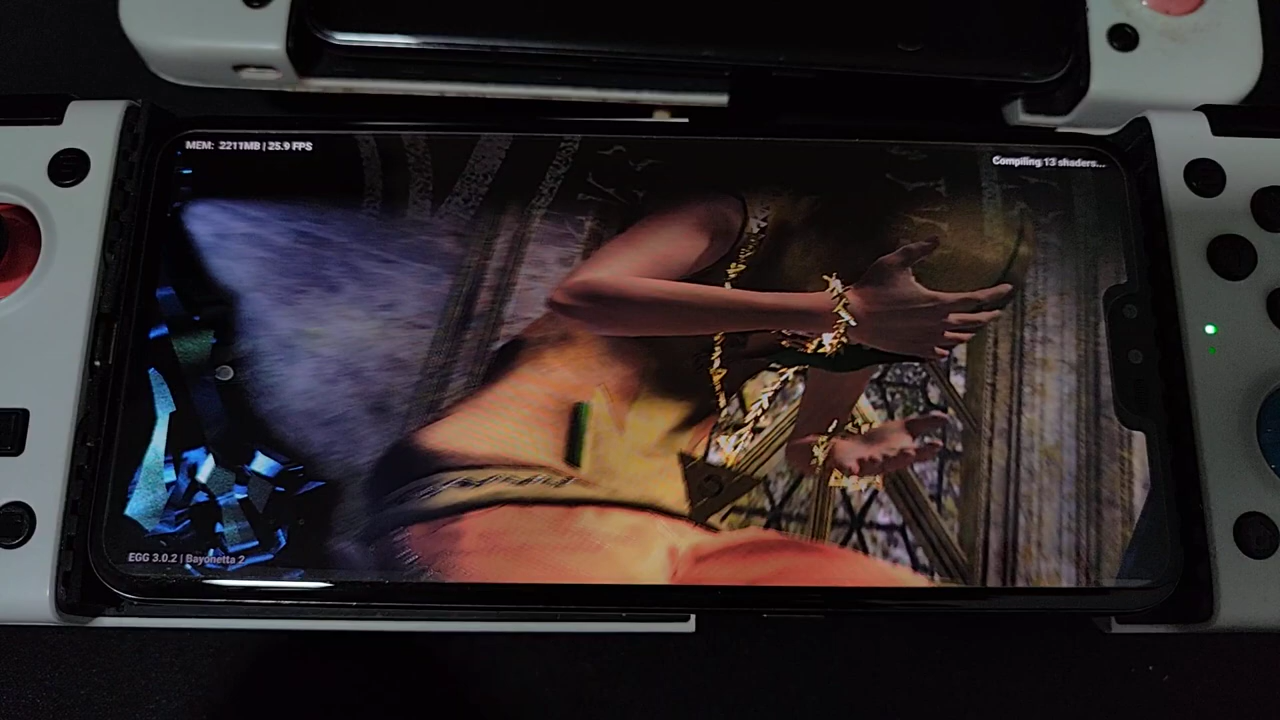 MEM: 2211MB | 25.9 FPS
Compiling 13 shaders...
EGG 3.0.2 | Bayonetta 2